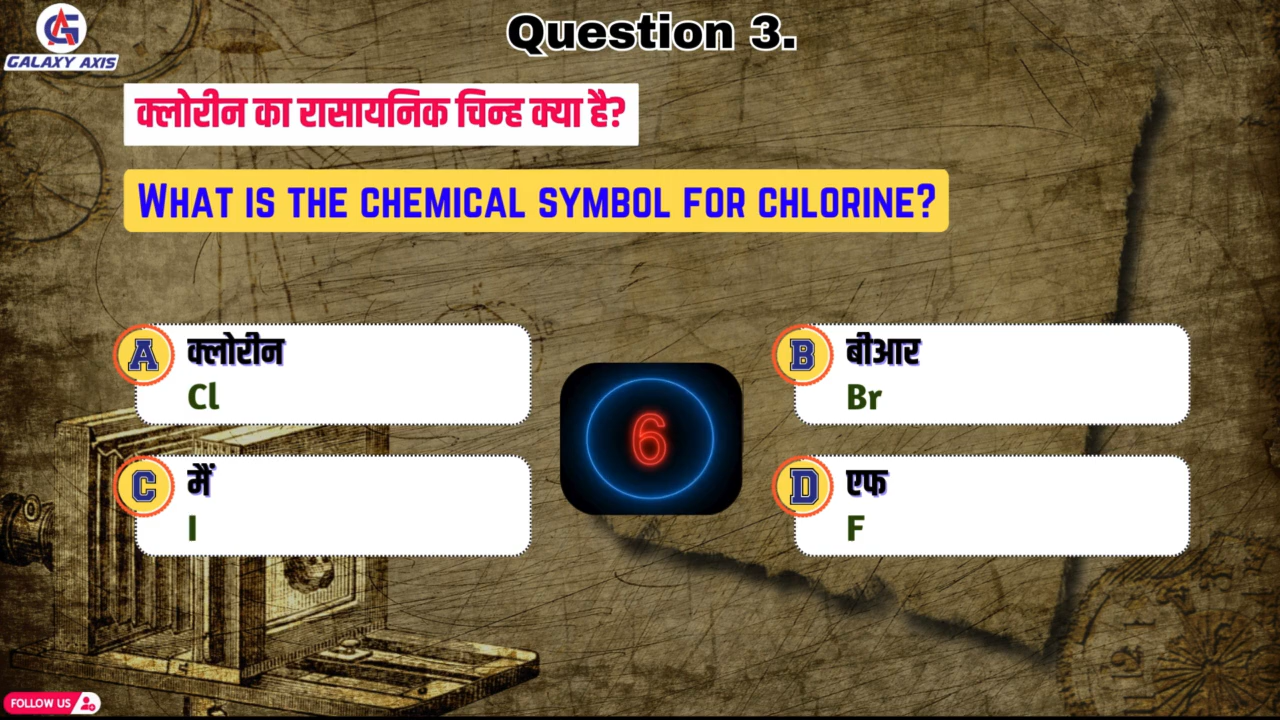 GALAXY AXIS
Question 3.
क्लोरीन का रासायनिक चिन्ह क्या है?
WHAT IS THE CHEMICAL SYMBOL FOR CHLORINE?
A क्लोरीन
Cl
B बीआर
Br
6
C मैं
I
D एफ
F
12
FOLLOW US